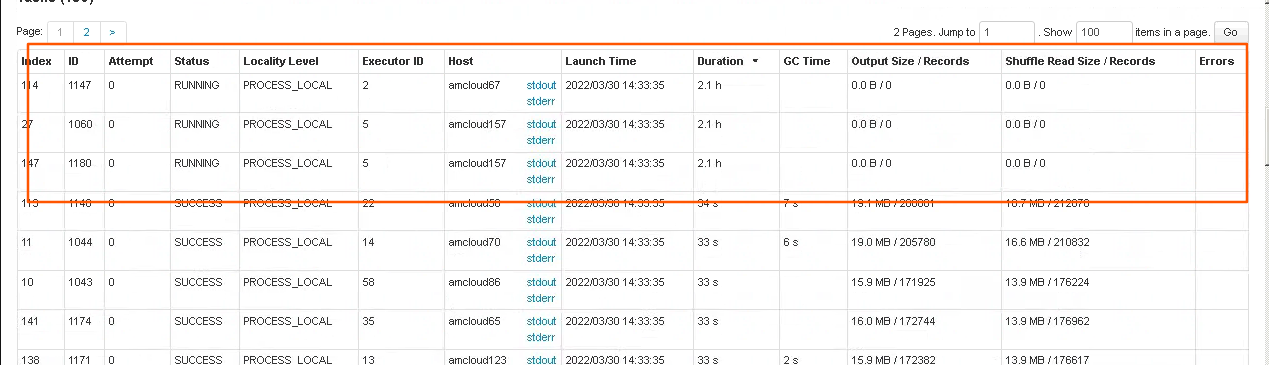 Page: 1 2 > 2 Pages. Jump to 1 . Show 100 items in a page. Go
Index ID Attempt Status Locality Level Executor ID Host Launch Time Duration GC Time Output Size / Records Shuffle Read Size / Records Errors
114 1147 0 RUNNING PROCESS_LOCAL 2 amcloud67 stdout 2022/03/30 14:33:35 2.1 h 0.0 B / 0 0.0 B / 0
stderr
27 1060 0 RUNNING PROCESS_LOCAL 5 amcloud157 stdout 2022/03/30 14:33:35 2.1 h 0.0 B / 0 0.0 B / 0
stderr
147 1180 0 RUNNING PROCESS_LOCAL 5 amcloud157 stdout 2022/03/30 14:33:35 2.1 h 0.0 B / 0 0.0 B / 0
stderr
0 SUCCESS PROCESS_LOCAL 22 stdout 2022/03/30 14:33:35 34 s 7 s
stderr
11 1044 0 SUCCESS PROCESS_LOCAL 14 amcloud70 stdout 2022/03/30 14:33:35 33 s 6 s 19.0 MB / 205780 16.6 MB / 210832
stderr
10 1043 0 SUCCESS PROCESS_LOCAL 58 amcloud86 stdout 2022/03/30 14:33:35 33 s 15.9 MB / 171925 13.9 MB / 176224
stderr
141 1174 0 SUCCESS PROCESS_LOCAL 35 amcloud65 stdout 2022/03/30 14:33:35 33 s 16.0 MB / 172744 13.9 MB / 176962
stderr
138 1171 0 SUCCESS PROCESS_LOCAL 13 amcloud123 stdout 2022/03/30 14:33:35 33 s 2 s 15.9 MB / 172382 13.9 MB / 176617